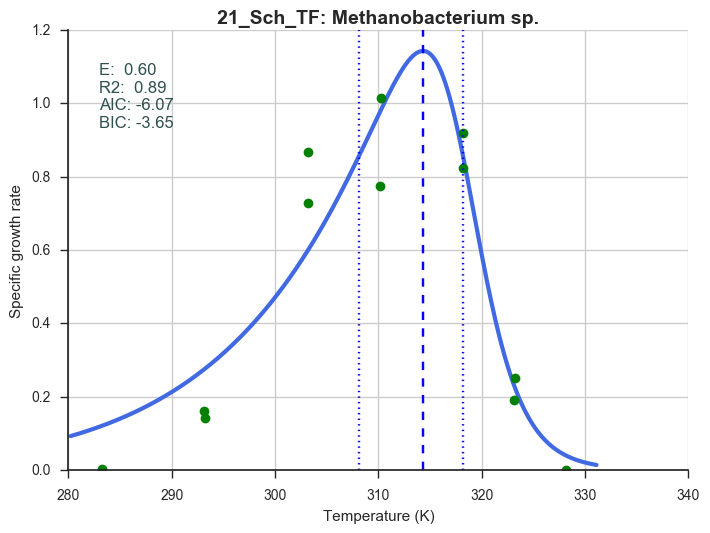 21_Sch_TF: Methanobacterium sp.
E: 0.60
R2: 0.89
AIC: -6.07
BIC: -3.65
Specific growth rate
1.2
1.0
0.8
0.6
0.4
0.2
0.0
280 290 300 310 320 330 340
Temperature (K)